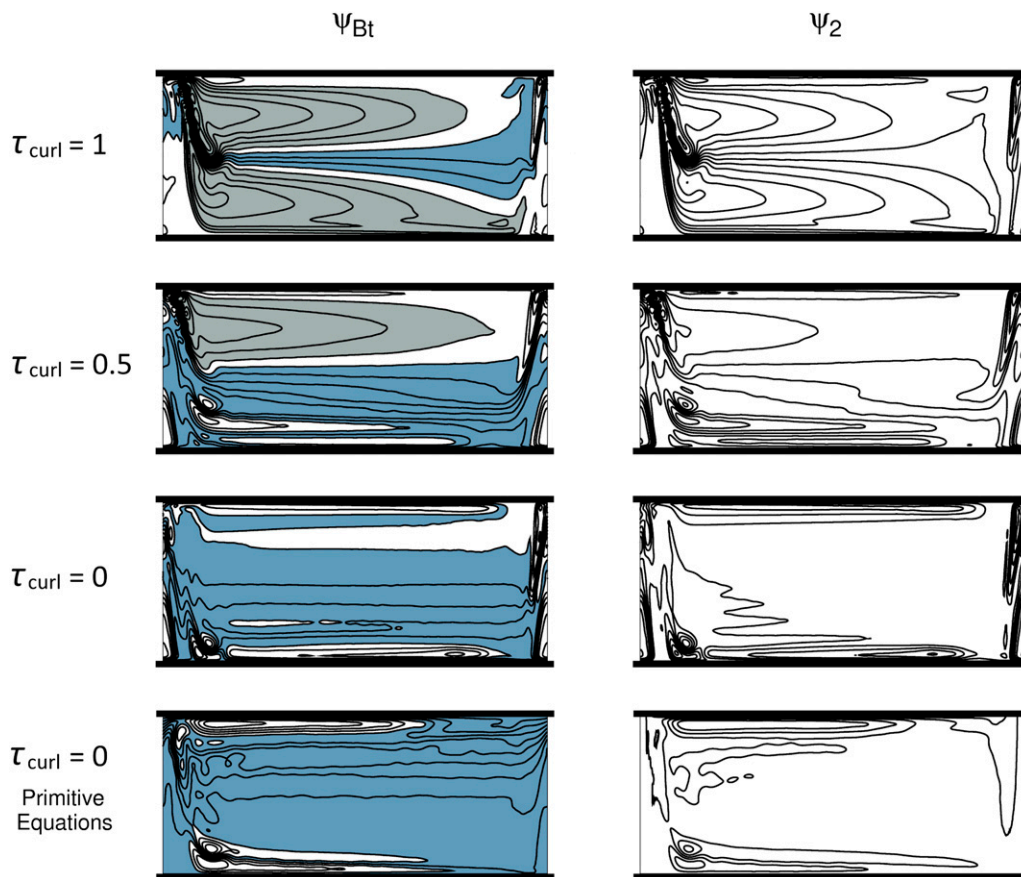 ΨBt
Ψ2
τcurl = 1
τcurl = 0.5
τcurl = 0
τcurl = 0
Primitive
Equations